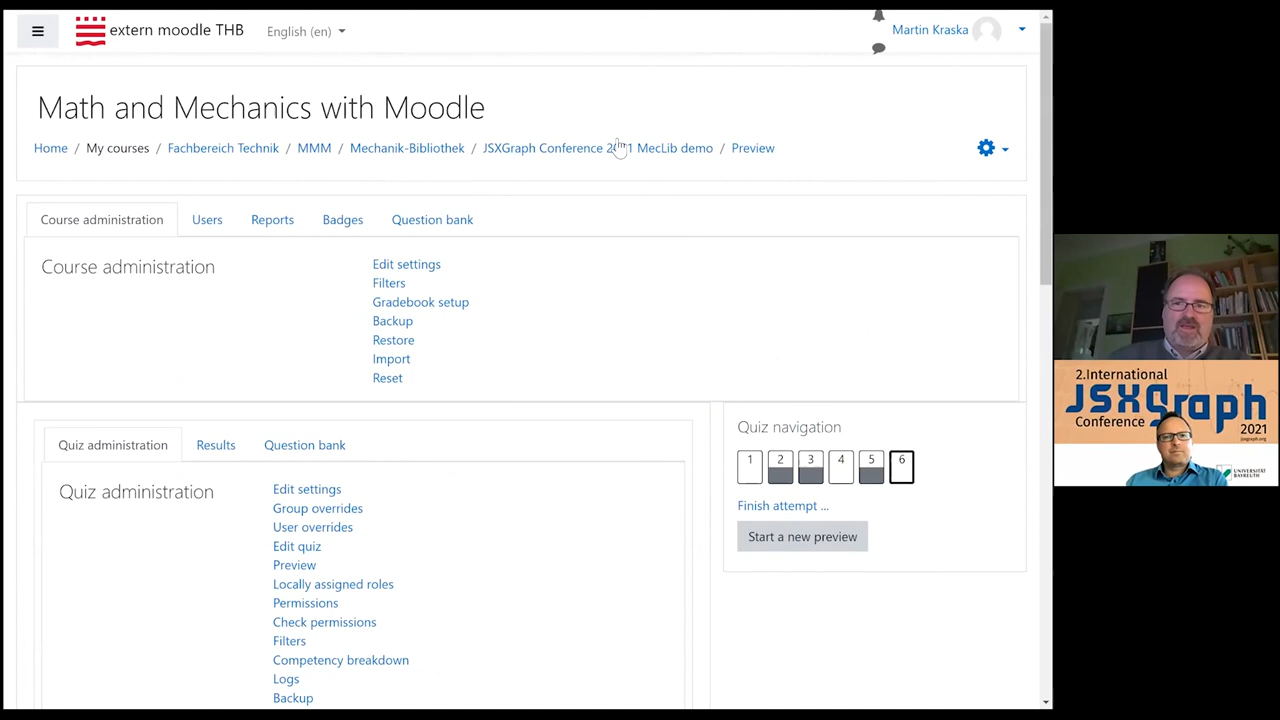 extern moodle THB
English (en)
Martin Kraska
Math and Mechanics with Moodle
Home / My courses / Fachbereich Technik / MMM / Mechanik-Bibliothek / JSXGraph Conference 2021 MecLib demo / Preview
Course administration Users Reports Badges Question bank
Course administration
Edit settings
Filters
Gradebook setup
Backup
Restore
Import
Reset
Quiz administration Results Question bank
Quiz administration
Edit settings
Group overrides
User overrides
Edit quiz
Preview
Locally assigned roles
Permissions
Check permissions
Filters
Competency breakdown
Logs
Backup
Quiz navigation
1 2 3 4 5 6
Finish attempt ...
Start a new preview
2.International
JSXGraph
Conference
2021
jsxgraph.org
UNIVERSITÄT
BAYREUTH